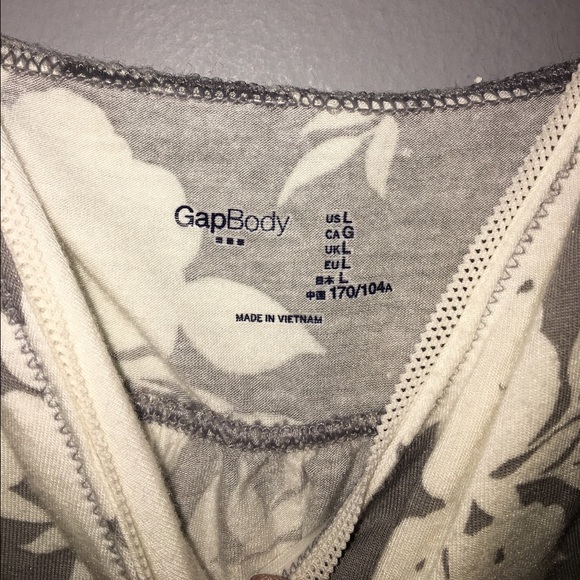 GapBody
US L
CA G
UK L
EU L
日本 L
中国 170/104A
MADE IN VIETNAM